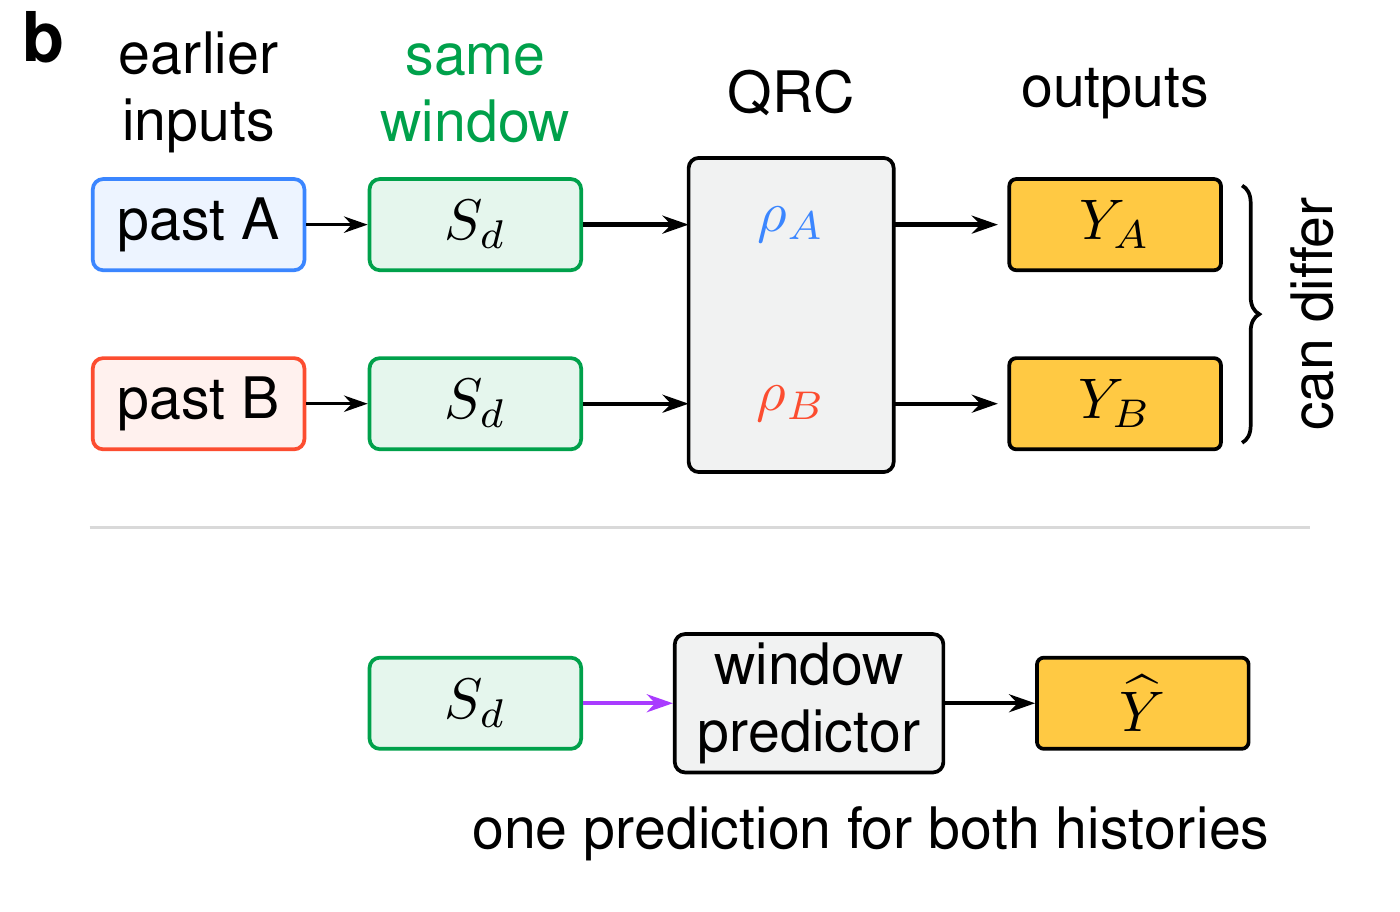 b
earlier
inputs
same
window
QRC
outputs
past A
S_d
ρ_A
Y_A
past B
S_d
ρ_B
Y_B
can differ
S_d
window
predictor
Ŷ
one prediction for both histories